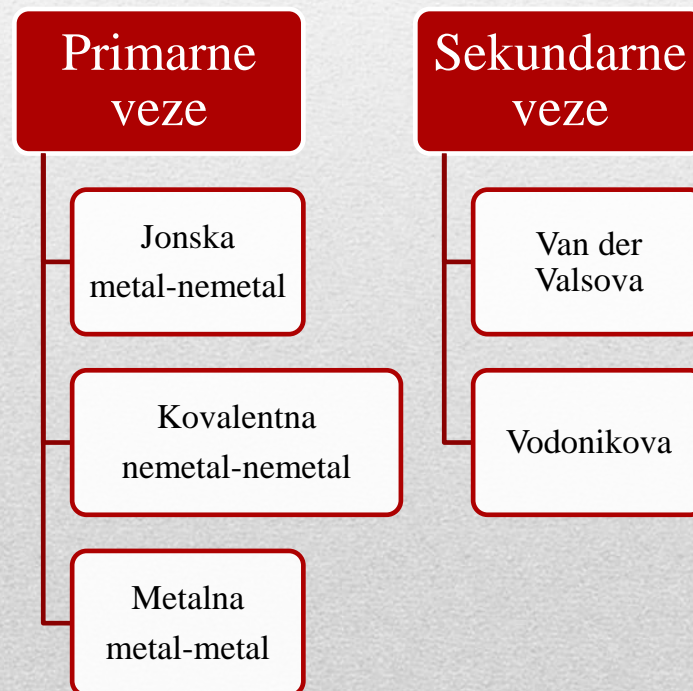 Primarne
veze
Jonska
metal-nemetal
Kovalentna
nemetal-nemetal
Metalna
metal-metal
Sekundarne
veze
Van der
Valsova
Vodonikova